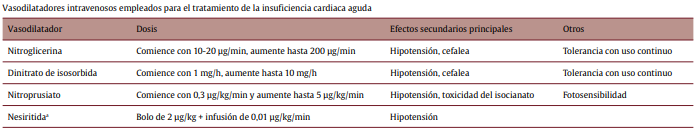 Vasodilatadores intravenosos empleados para el tratamiento de la insuficiencia cardiaca aguda
Vasodilatador Dosis Efectos secundarios principales Otros
Nitroglicerina Comience con 10-20 μg/min, aumente hasta 200 μg/min Hipotensión, cefalea Tolerancia con uso continuo
Dinitrato de isosorbida Comience con 1 mg/h, aumente hasta 10 mg/h Hipotensión, cefalea Tolerancia con uso continuo
Nitroprusiato Comience con 0,3 μg/kg/min y aumente hasta 5 μg/kg/min Hipotensión, toxicidad del isocianato Fotosensibilidad
Nesiritidaᵃ Bolo de 2 μg/kg + infusión de 0,01 μg/kg/min Hipotensión